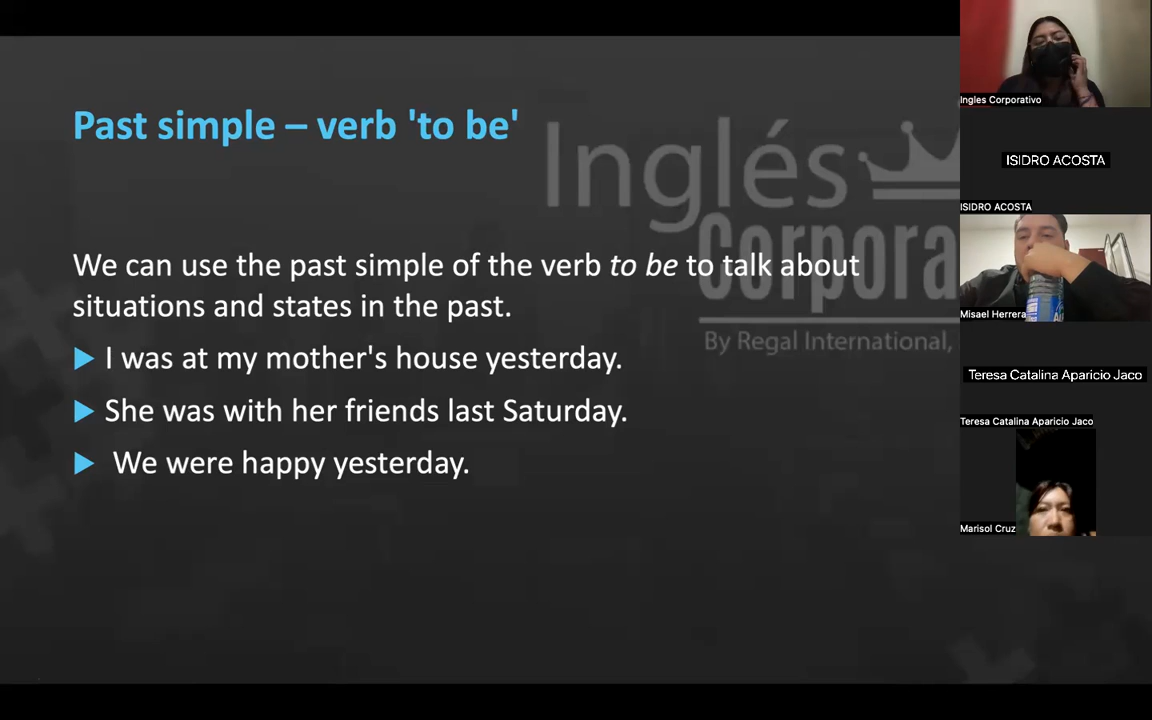 Past simple – verb 'to be'
Inglés
Corpora
By Regal International,
We can use the past simple of the verb to be to talk about
situations and states in the past.
I was at my mother's house yesterday.
She was with her friends last Saturday.
We were happy yesterday.
Ingles Corporativo
ISIDRO ACOSTA
ISIDRO ACOSTA
Misael Herrera
Teresa Catalina Aparicio Jaco
Teresa Catalina Aparicio Jaco
Marisol Cruz